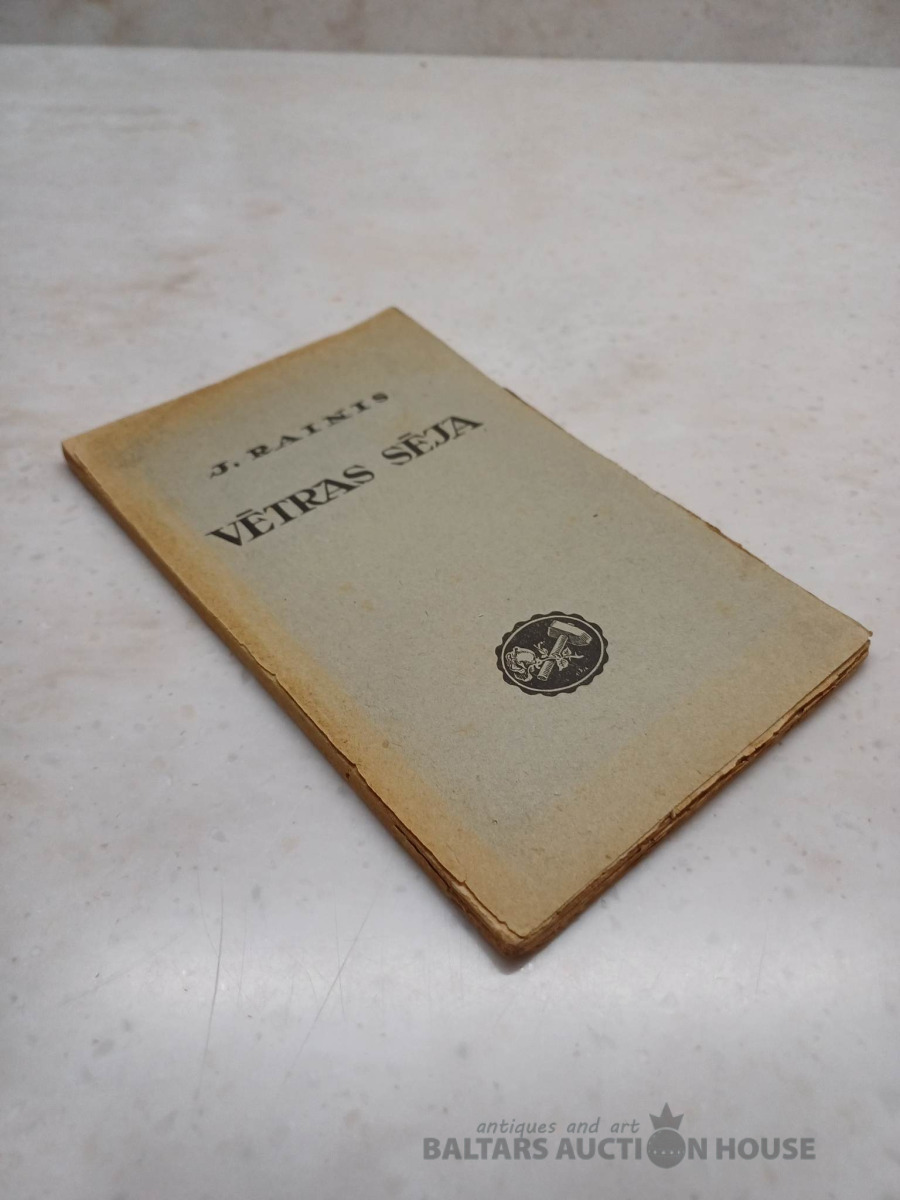 J. RAINIS
VĒTRAS SĒJA
antiques and art
BALTARS AUCTION HOUSE